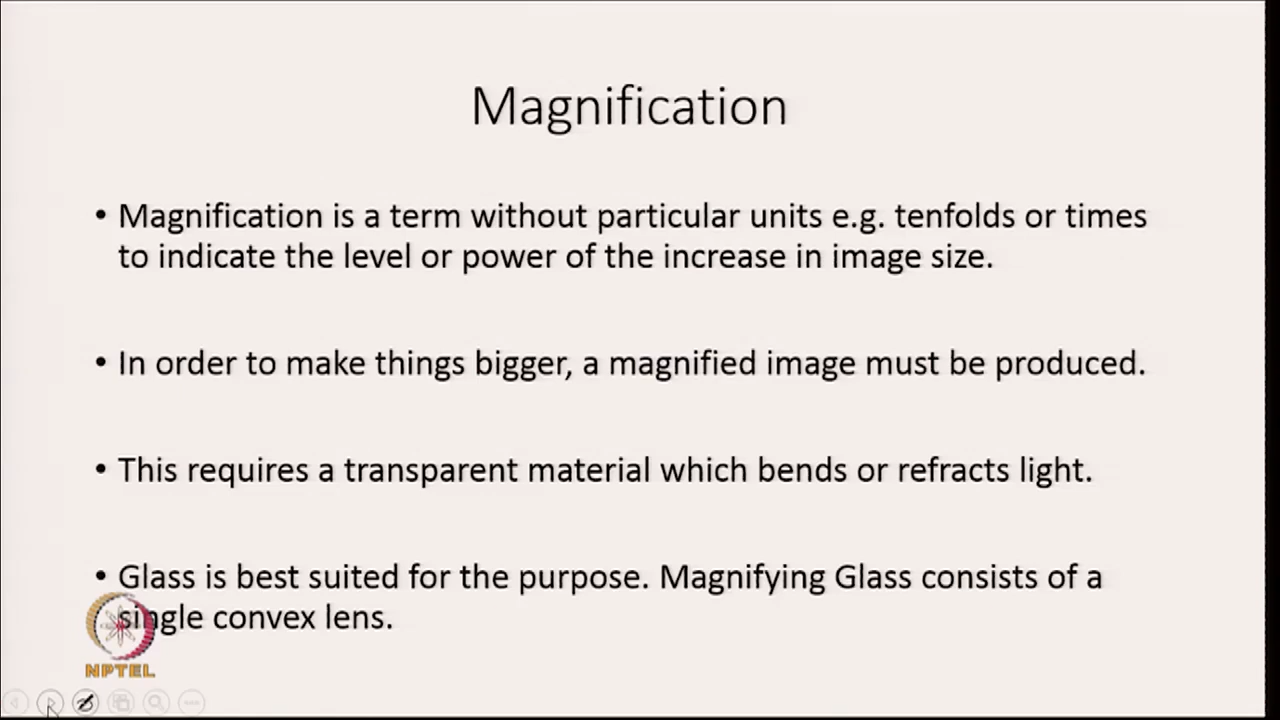 Magnification
• Magnification is a term without particular units e.g. tenfolds or times
to indicate the level or power of the increase in image size.
• In order to make things bigger, a magnified image must be produced.
• This requires a transparent material which bends or refracts light.
• Glass is best suited for the purpose. Magnifying Glass consists of a
single convex lens.
NPTEL